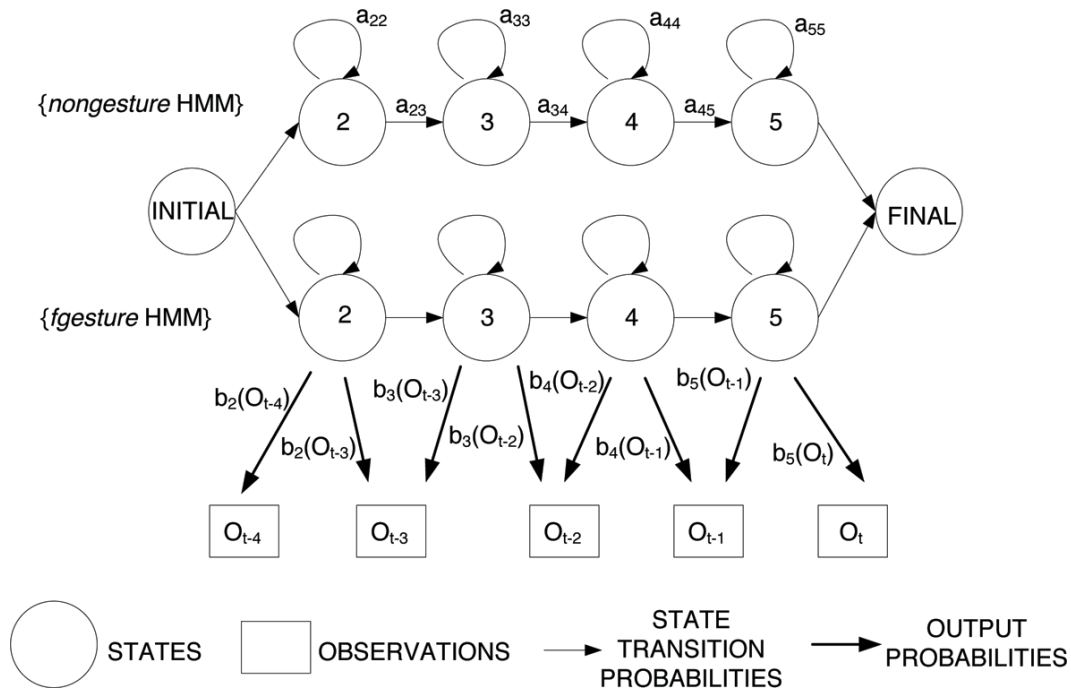 a₂₂ a₃₃ a₄₄ a₅₅
{nongesture HMM}
2 a₂₃ 3 a₃₄ 4 a₄₅ 5
INITIAL FINAL
{fgesture HMM}
2 3 4 5
b₂(Oₜ₋₄) b₃(Oₜ₋₃) b₄(Oₜ₋₂) b₅(Oₜ₋₁)
b₂(Oₜ₋₃) b₃(Oₜ₋₂) b₄(Oₜ₋₁) b₅(Oₜ)
Oₜ₋₄ Oₜ₋₃ Oₜ₋₂ Oₜ₋₁ Oₜ
STATES
OBSERVATIONS
STATE
TRANSITION
PROBABILITIES
OUTPUT
PROBABILITIES